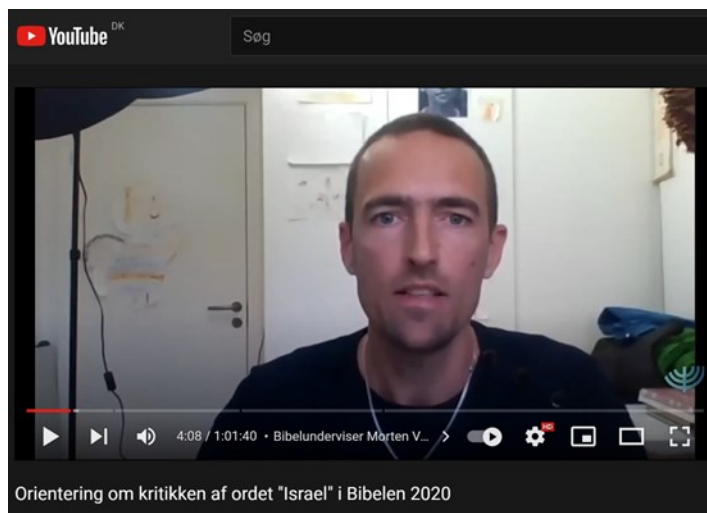 YouTube DK
Søg
4:08 / 1:01:40 • Bibelunderviser Morten V...
HD
Orientering om kritikken af ordet "Israel" i Bibelen 2020